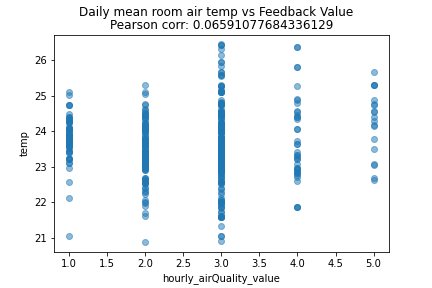 Daily mean room air temp vs Feedback Value
Pearson corr: 0.06591077684336129
26
25
24
23
22
21
temp
1.0 1.5 2.0 2.5 3.0 3.5 4.0 4.5 5.0
hourly_airQuality_value